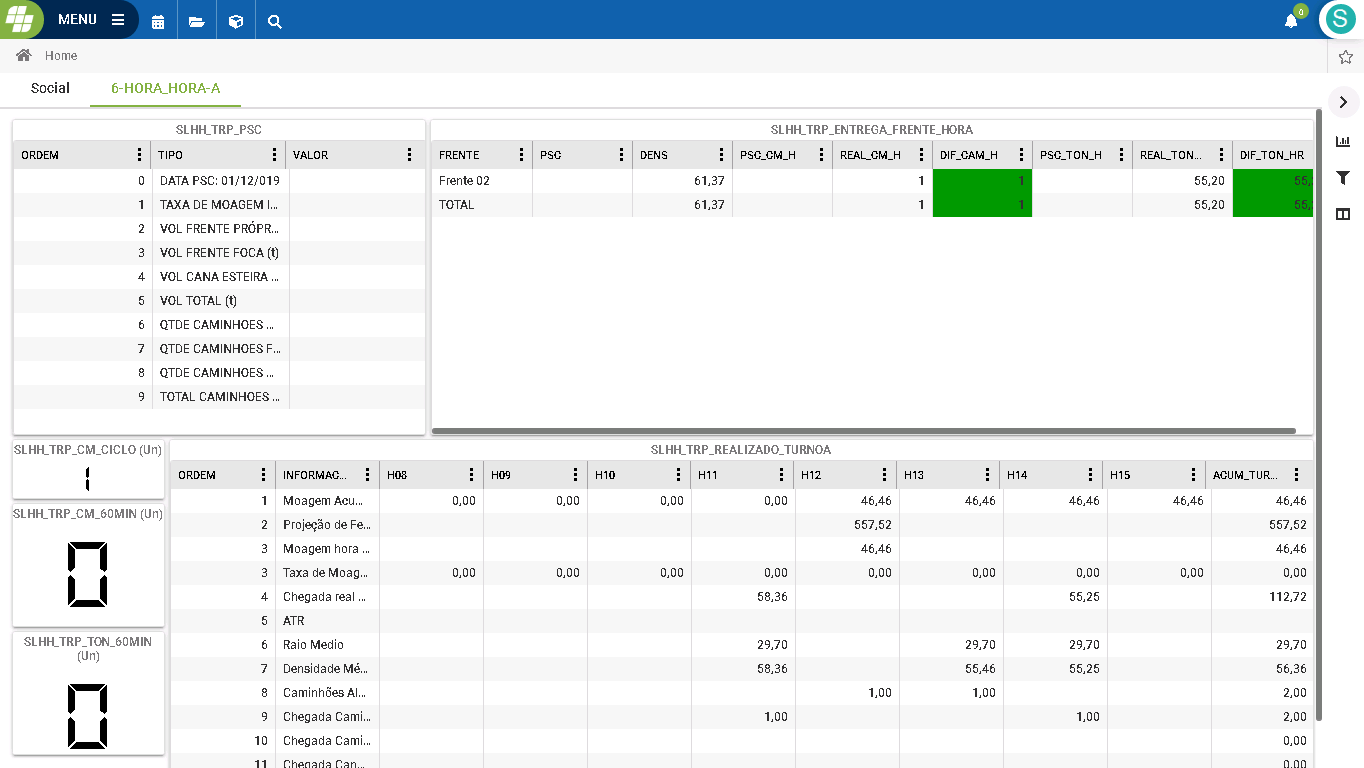 MENU
0
S
Home
Social 6-HORA_HORA-A
SLHH_TRP_PSC
ORDEM TIPO VALOR
0 DATA PSC: 01/12/019
1 TAXA DE MOAGEM I...
2 VOL FRENTE PRÓPR...
3 VOL FRENTE FOCA (t)
4 VOL CANA ESTEIRA ...
5 VOL TOTAL (t)
6 QTDE CAMINHOES ...
7 QTDE CAMINHOES F...
8 QTDE CAMINHOES ...
9 TOTAL CAMINHOES ...
SLHH_TRP_ENTREGA_FRENTE_HORA
FRENTE PSC DENS PSC_CM_H REAL_CM_H DIF_CAM_H PSC_TON_H REAL_TON... DIF_TON_HR
Frente 02 61,37 1 1 55,20 55,
TOTAL 61,37 1 1 55,20 55,
SLHH_TRP_CM_CICLO (Un)
1
SLHH_TRP_CM_60MIN (Un)
0
SLHH_TRP_TON_60MIN
(Un)
0
SLHH_TRP_REALIZADO_TURNOA
ORDEM INFORMAC... H08 H09 H10 H11 H12 H13 H14 H15 AGUM_TUR...
1 Moagem Acu... 0,00 0,00 0,00 0,00 46,46 46,46 46,46 46,46 46,46
2 Projeção de Fe... 557,52 557,52
3 Moagem hora ... 46,46 46,46
3 Taxa de Moag... 0,00 0,00 0,00 0,00 0,00 0,00 0,00 0,00 0,00
4 Chegada real ... 58,36 55,25 112,72
5 ATR
6 Raio Medio 29,70 29,70 29,70 29,70
7 Densidade Mé... 58,36 55,46 55,25 56,36
8 Caminhões Al... 1,00 1,00 2,00
9 Chegada Cami... 1,00 1,00 2,00
10 Chegada Cami... 0,00
11 Chegada Can... 0,00